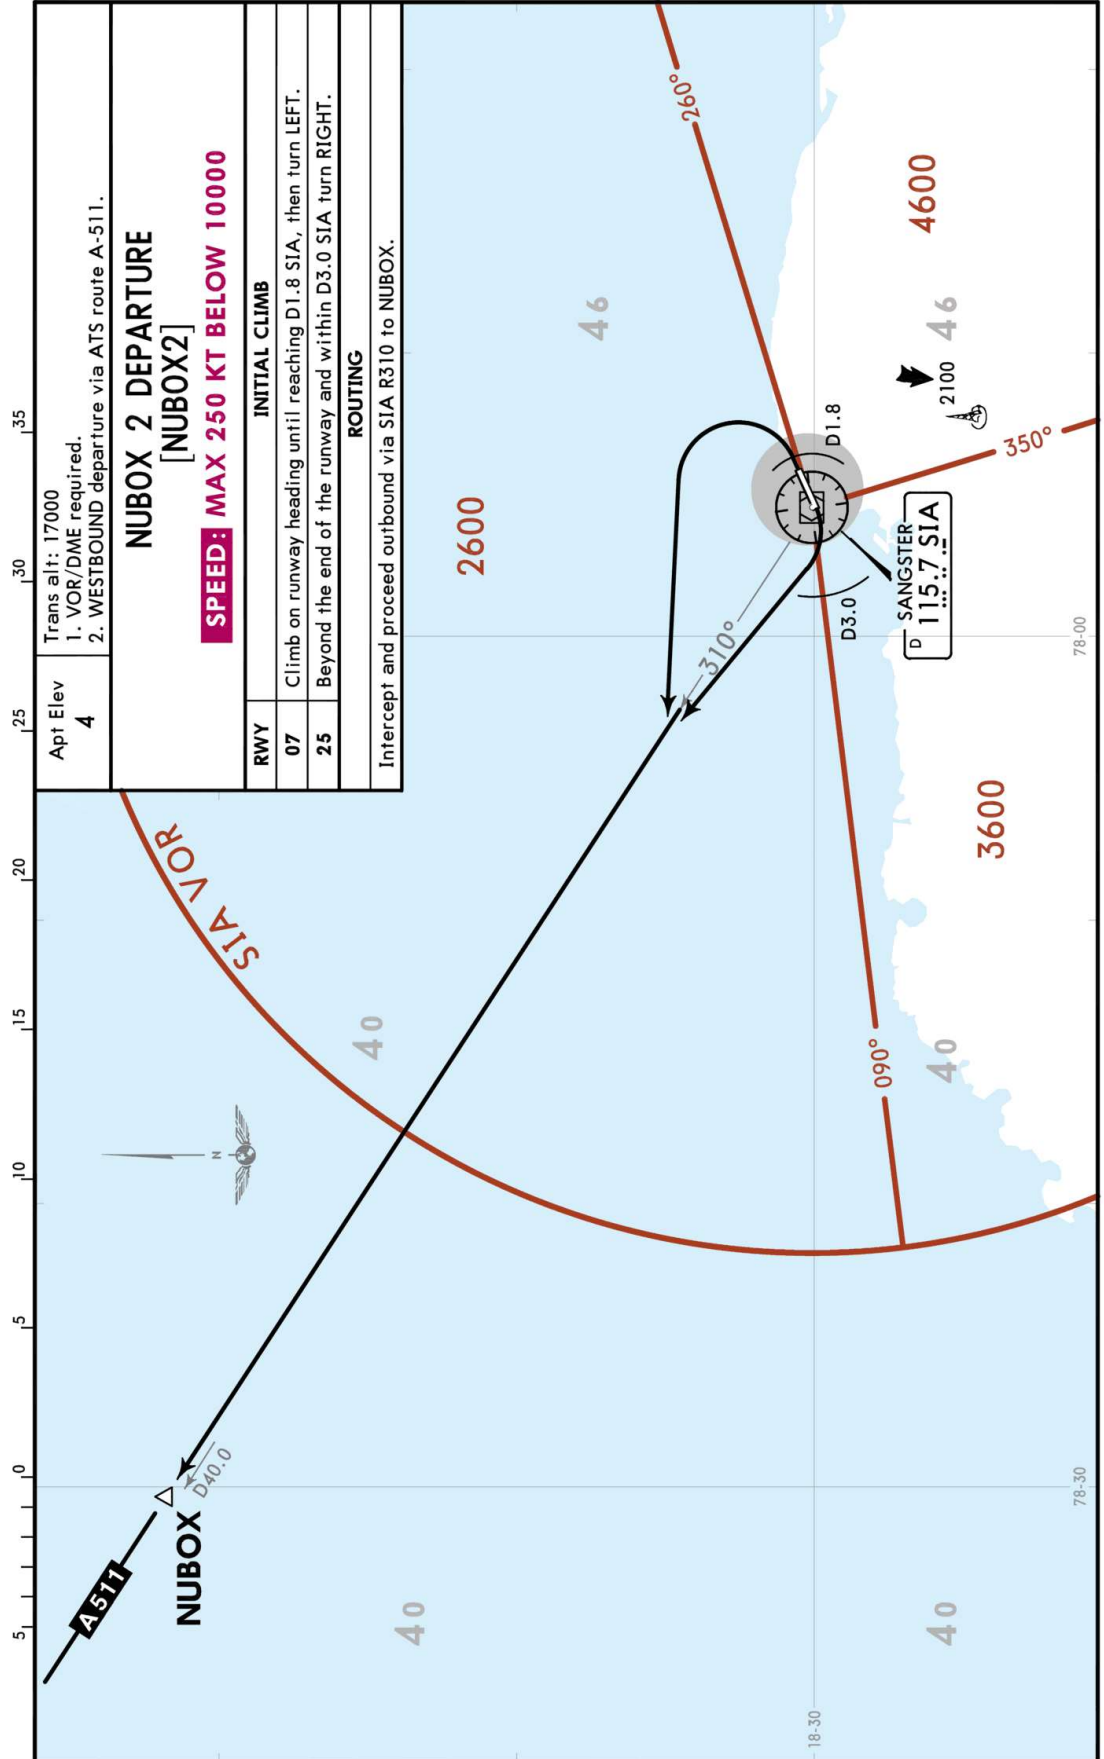 5 0 5 10 15 20 25 30 35
Apt Elev
4
Trans alt: 17000
1. VOR/DME required.
2. WESTBOUND departure via ATS route A-511.
NUBOX 2 DEPARTURE
[NUBOX2]
SPEED: MAX 250 KT BELOW 10000
RWY INITIAL CLIMB
07 Climb on runway heading until reaching D1.8 SIA, then turn LEFT.
25 Beyond the end of the runway and within D3.0 SIA turn RIGHT.
ROUTING
Intercept and proceed outbound via SIA R310 to NUBOX.
A511
NUBOX
D40.0
N
SIA VOR
40
40
2600
46
260°
310°
D1.8
D3.0
SANGSTER
D 115.7 SIA
090°
350°
2100
46
4600
3600
40
40
18-30
78-30
78-00